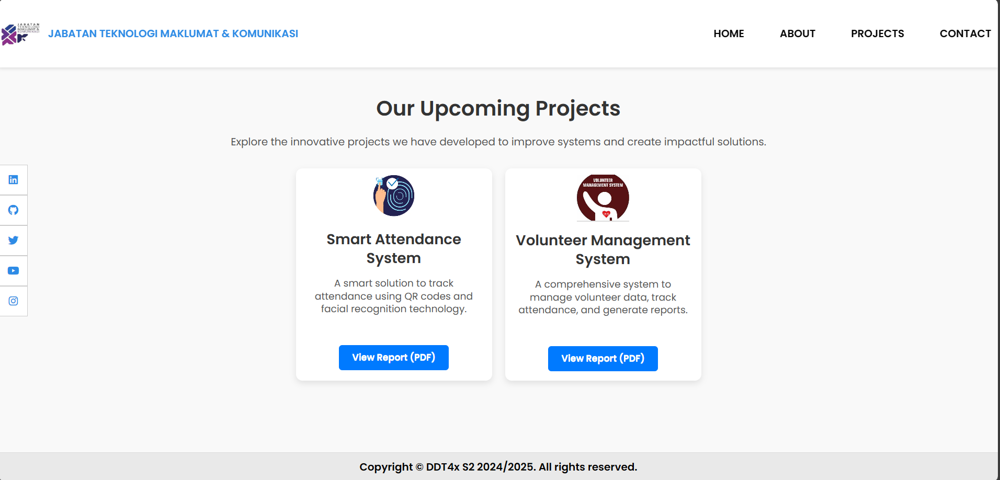 JABATAN
TEKNOLOGI
MAKLUMAT &
KOMUNIKASI
JABATAN TEKNOLOGI MAKLUMAT & KOMUNIKASI
HOME
ABOUT
PROJECTS
CONTACT
Our Upcoming Projects
Explore the innovative projects we have developed to improve systems and create impactful solutions.
Smart Attendance
System
A smart solution to track
attendance using QR codes and
facial recognition technology.
View Report (PDF)
VOLUNTEER
MANAGEMENT SYSTEM
Volunteer Management
System
A comprehensive system to
manage volunteer data, track
attendance, and generate reports.
View Report (PDF)
Copyright © DDT4x S2 2024/2025. All rights reserved.